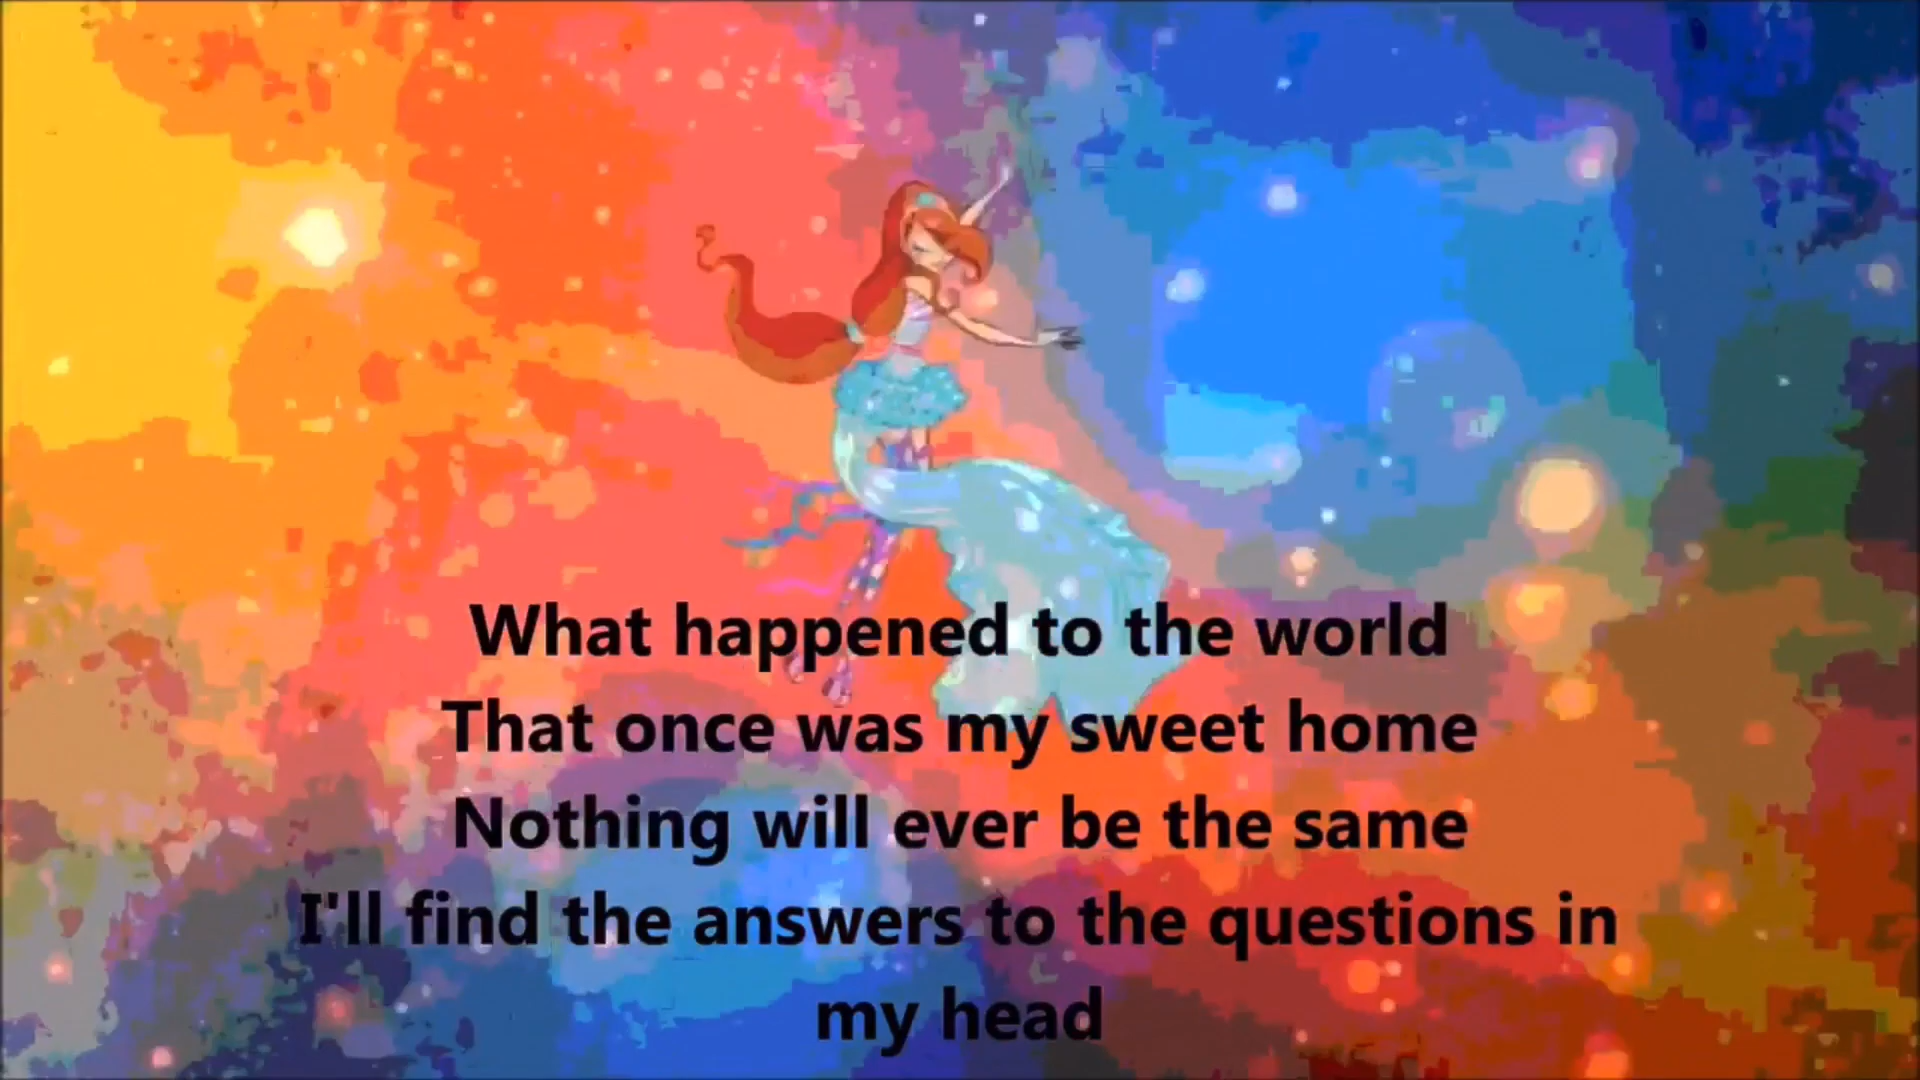 What happened to the world
That once was my sweet home
Nothing will ever be the same
I'll find the answers to the questions in
my head